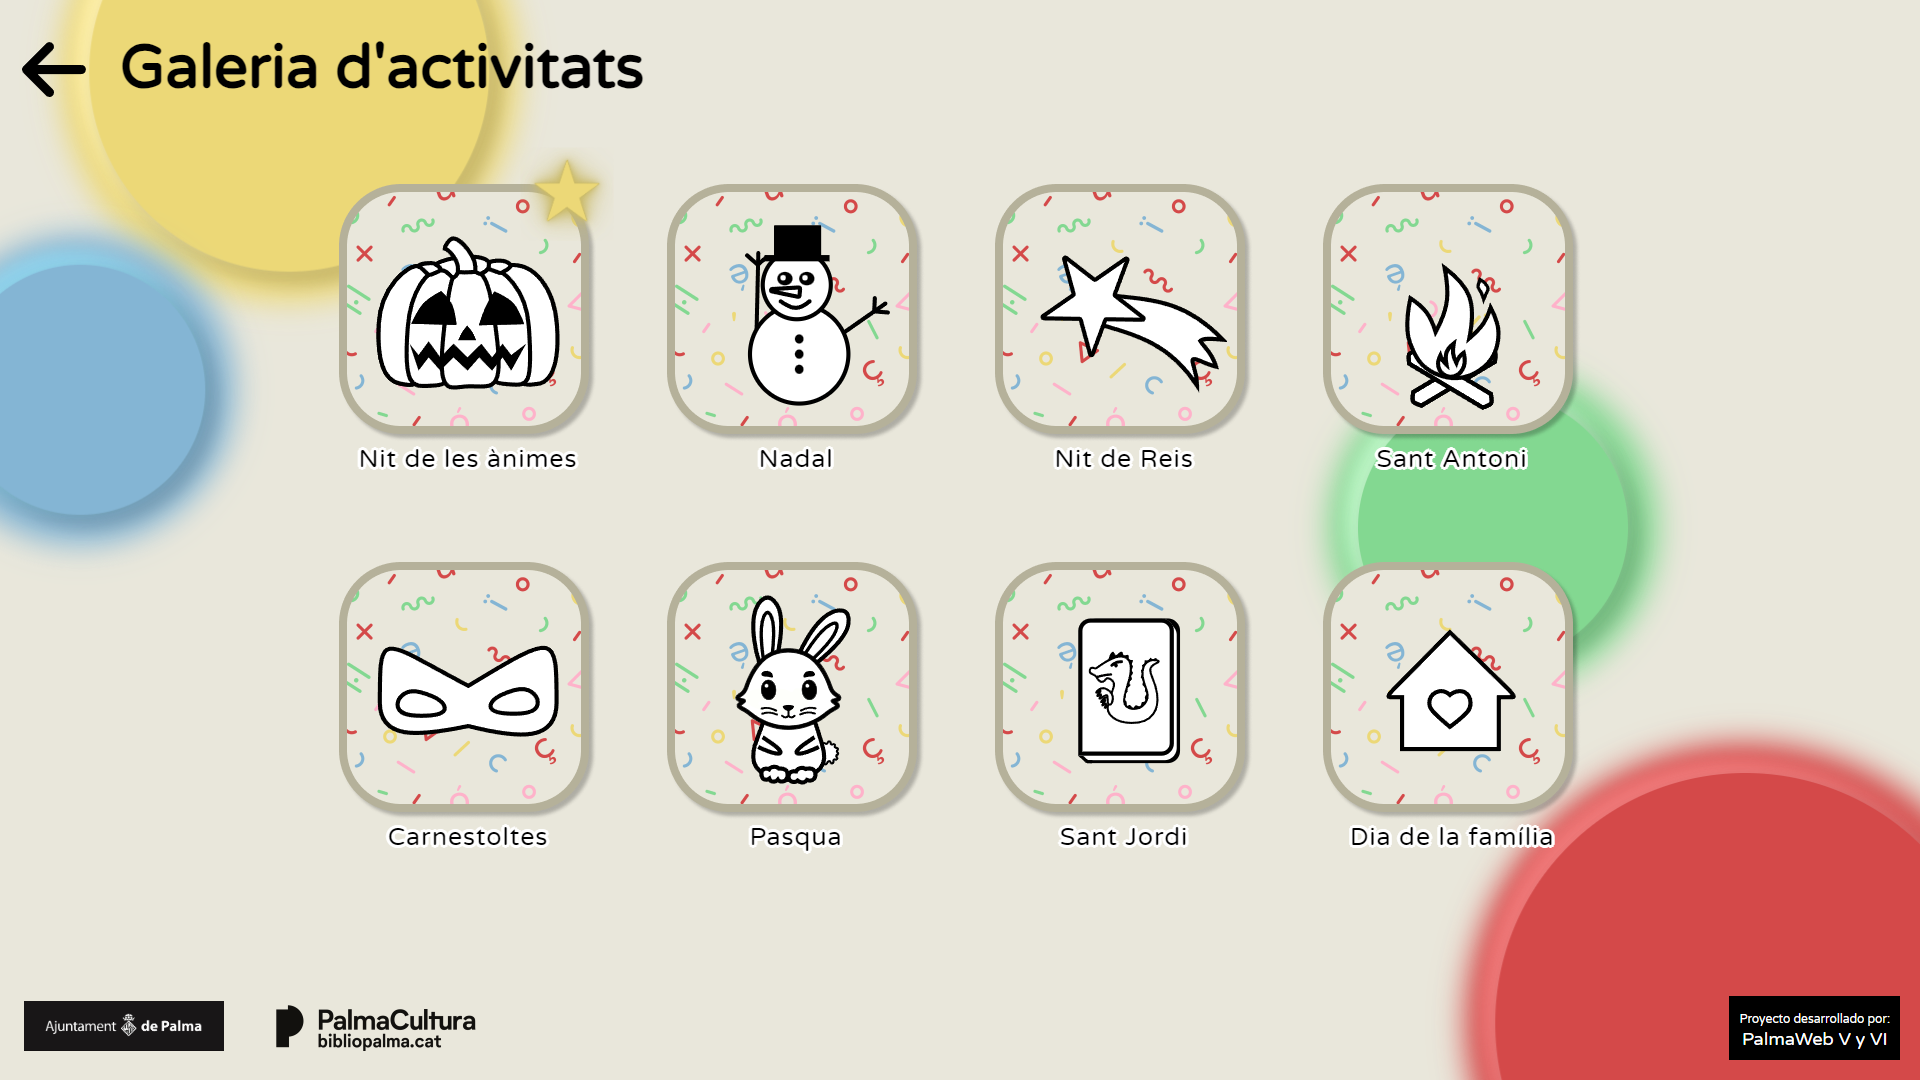 Galeria d'activitats
Nit de les ànimes
Nadal
Nit de Reis
Sant Antoni
Carnestoltes
Pasqua
Sant Jordi
Dia de la família
Ajuntament de Palma
PalmaCultura
bibliopalma.cat
Proyecto desarrollado por:
PalmaWeb V y VI